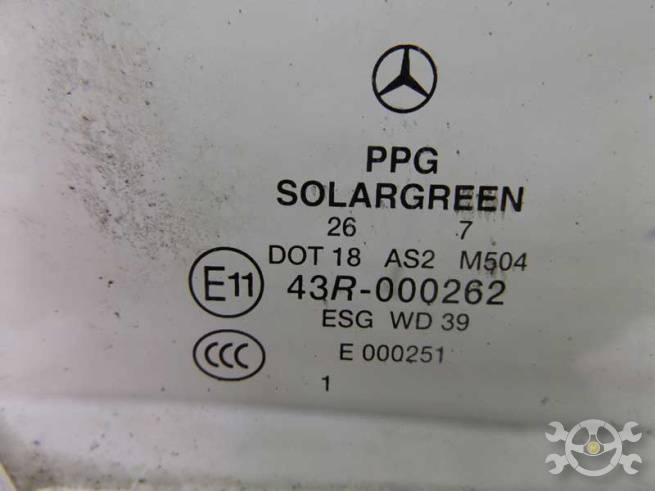 PPG
SOLARGREEN
26 7
DOT 18 AS2 M504
E11 43R-000262
ESG WD 39
CCC E 000251
1